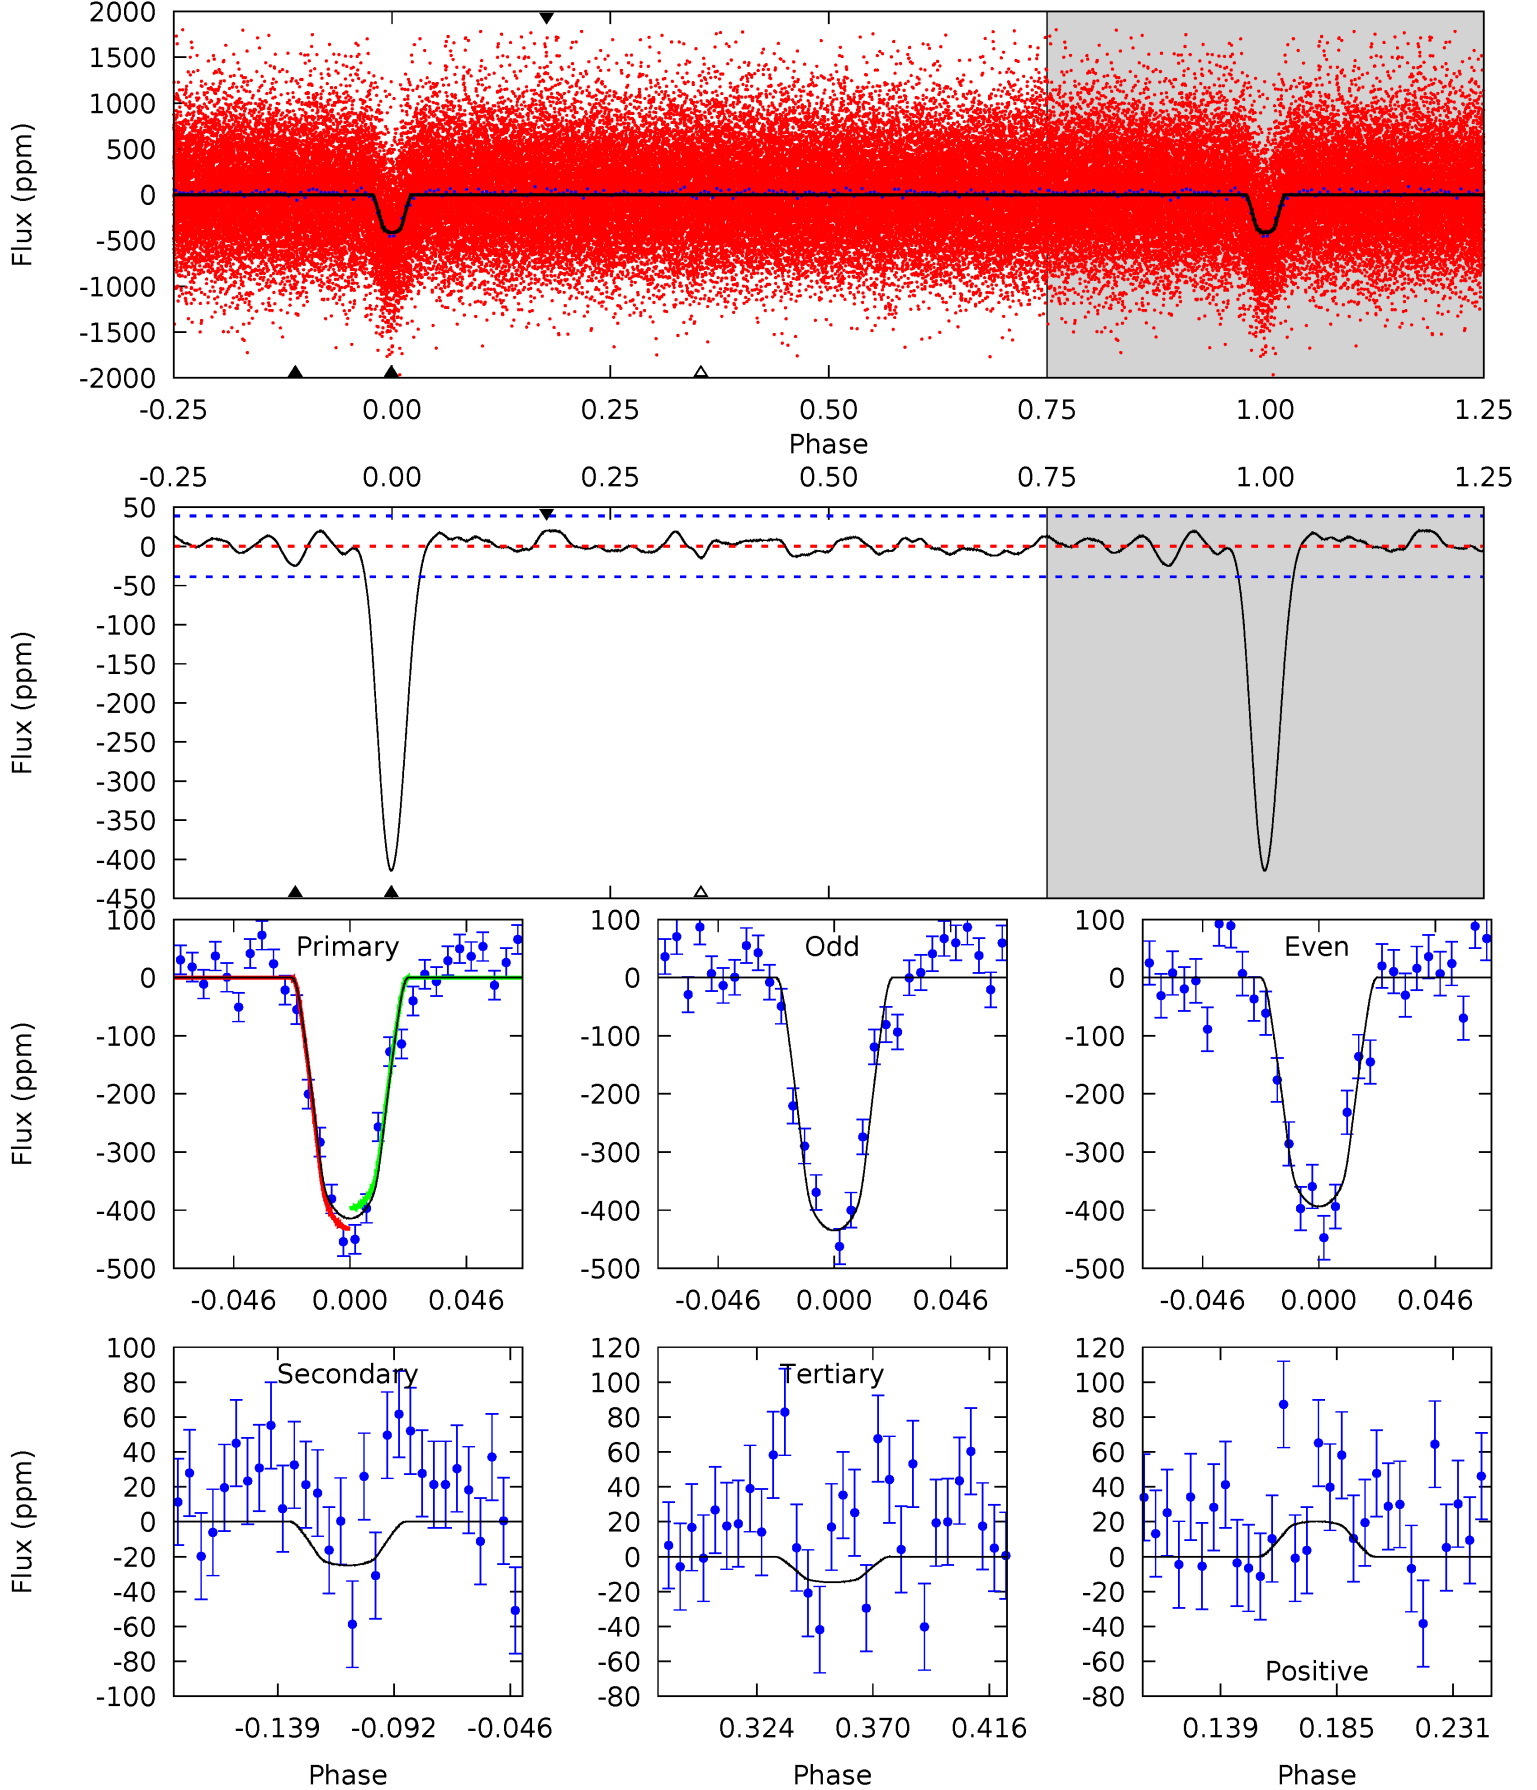 2000
1500
1000
500
0
-500
-1000
-1500
-2000
Flux (ppm)
-0.25 0.00 0.25 0.50 0.75 1.00 1.25
Phase
-0.25 0.00 0.25 0.50 0.75 1.00 1.25
50
0
-50
-100
-150
-200
-250
-300
-350
-400
-450
Flux (ppm)
Primary Odd Even
100 100 100
0 0 0
-100 -100 -100
-200 -200 -200
-300 -300 -300
-400 -400 -400
-500 -500 -500
Flux (ppm)
-0.046 0.000 0.046 -0.046 0.000 0.046 -0.046 0.000 0.046
Secondary Tertiary Positive
100 120 120
80 100 100
60 80 80
40 60 60
20 40 40
0 20 20
-20 0 0
-40 -20 -20
-60 -40 -40
-80 -60 -60
-100 -80 -80
Flux (ppm)
-0.139 -0.092 -0.046 0.324 0.370 0.416 0.139 0.185 0.231
Phase Phase Phase